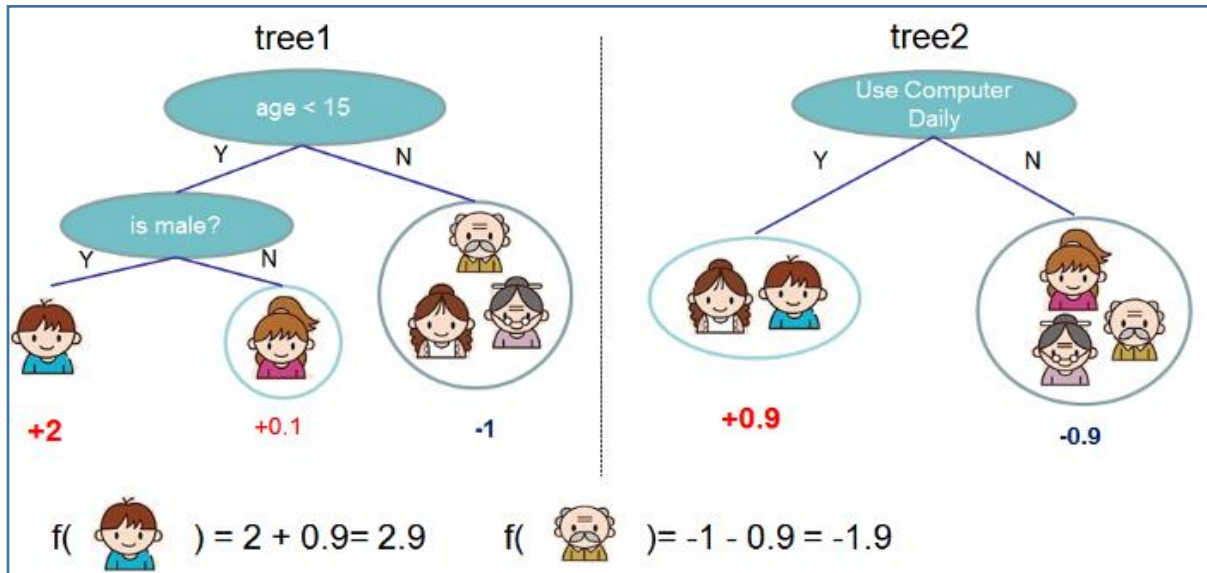 tree1
age < 15
Y
N
is male?
Y
N
+2
+0.1
-1
tree2
Use Computer
Daily
Y
N
+0.9
-0.9
f( ) = 2 + 0.9= 2.9
f( )= -1 - 0.9 = -1.9